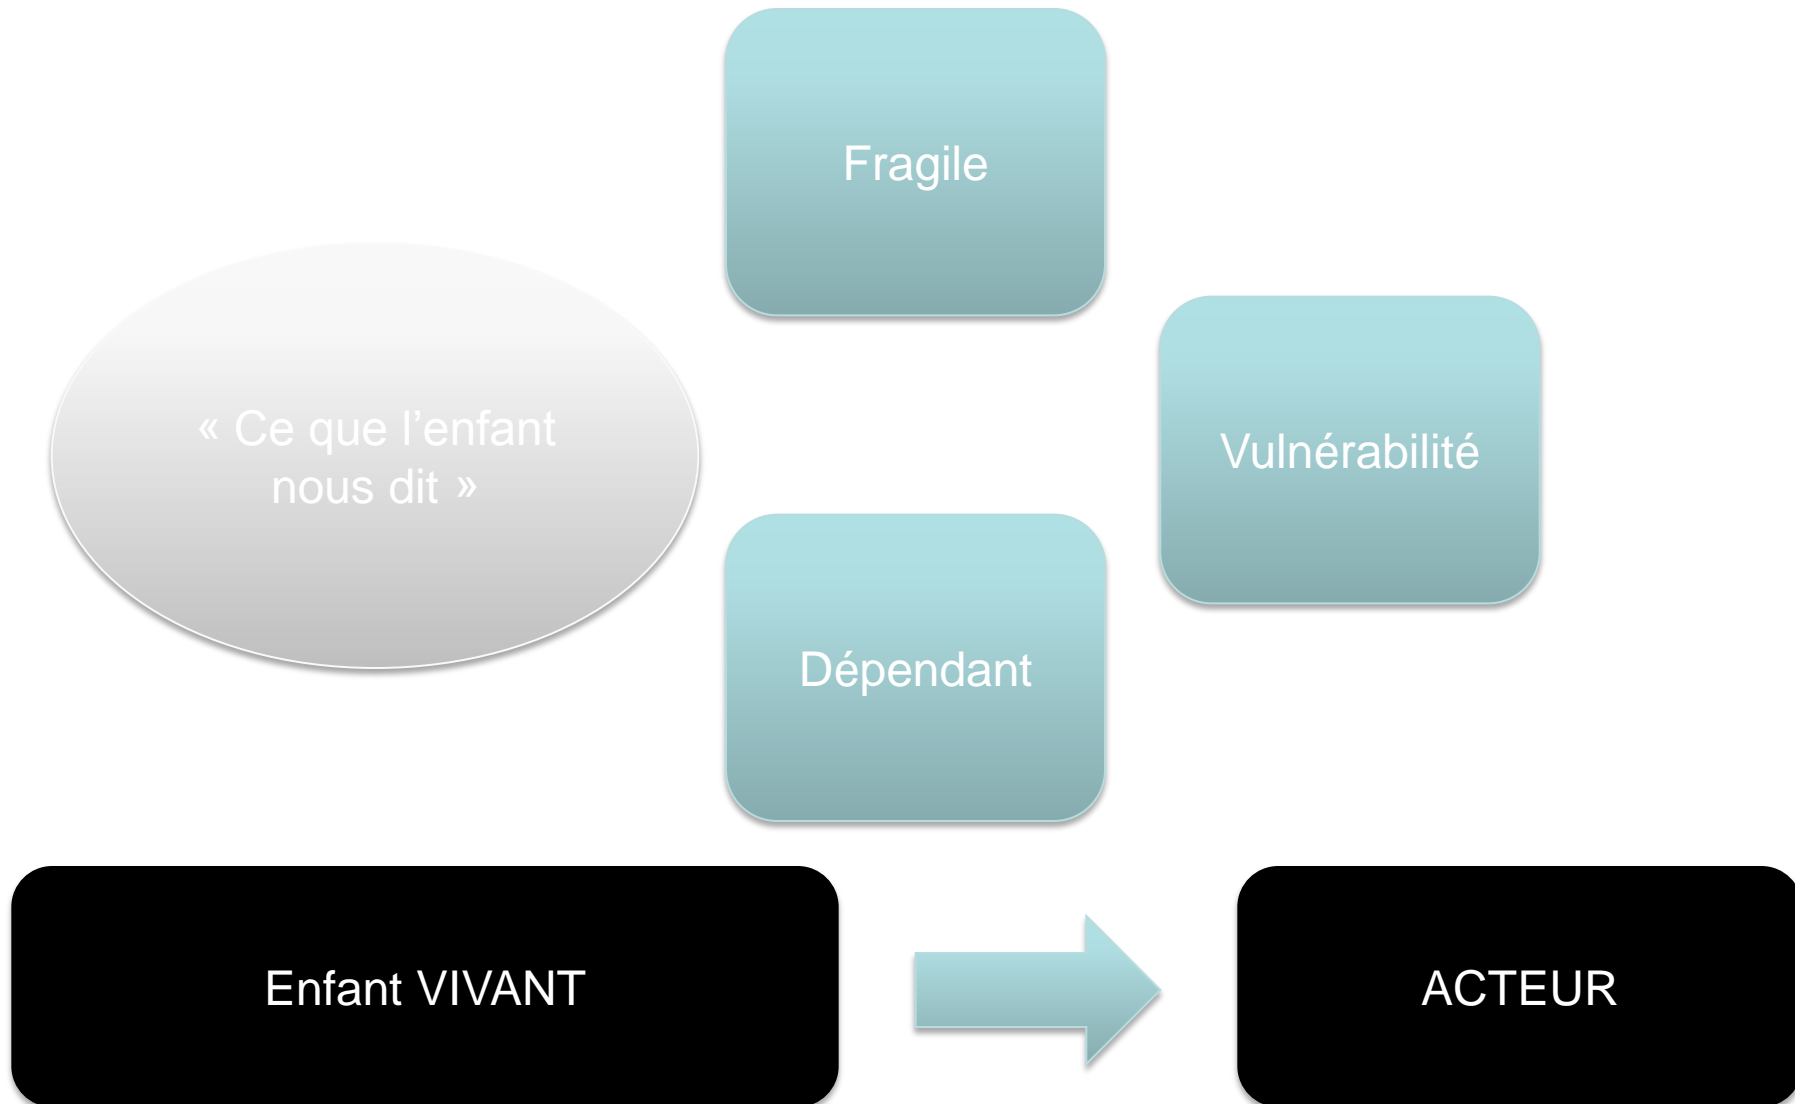 Fragile
« Ce que l’enfant
nous dit »
Vulnérabilité
Dépendant
Enfant VIVANT
ACTEUR